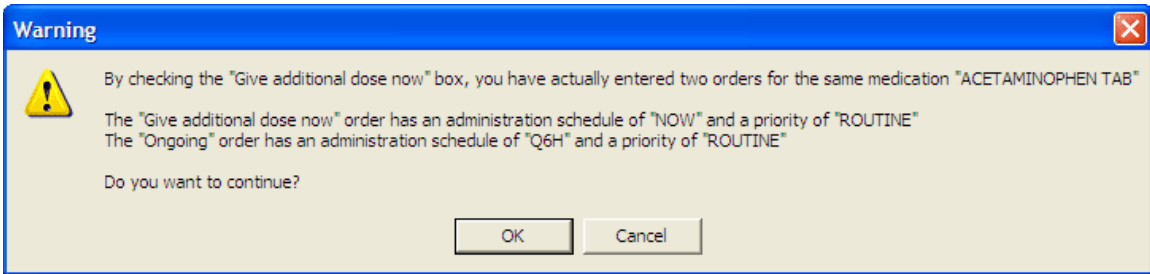 Warning
By checking the "Give additional dose now" box, you have actually entered two orders for the same medication "ACETAMINOPHEN TAB"
The "Give additional dose now" order has an administration schedule of "NOW" and a priority of "ROUTINE"
The "Ongoing" order has an administration schedule of "Q6H" and a priority of "ROUTINE"
Do you want to continue?
OK Cancel